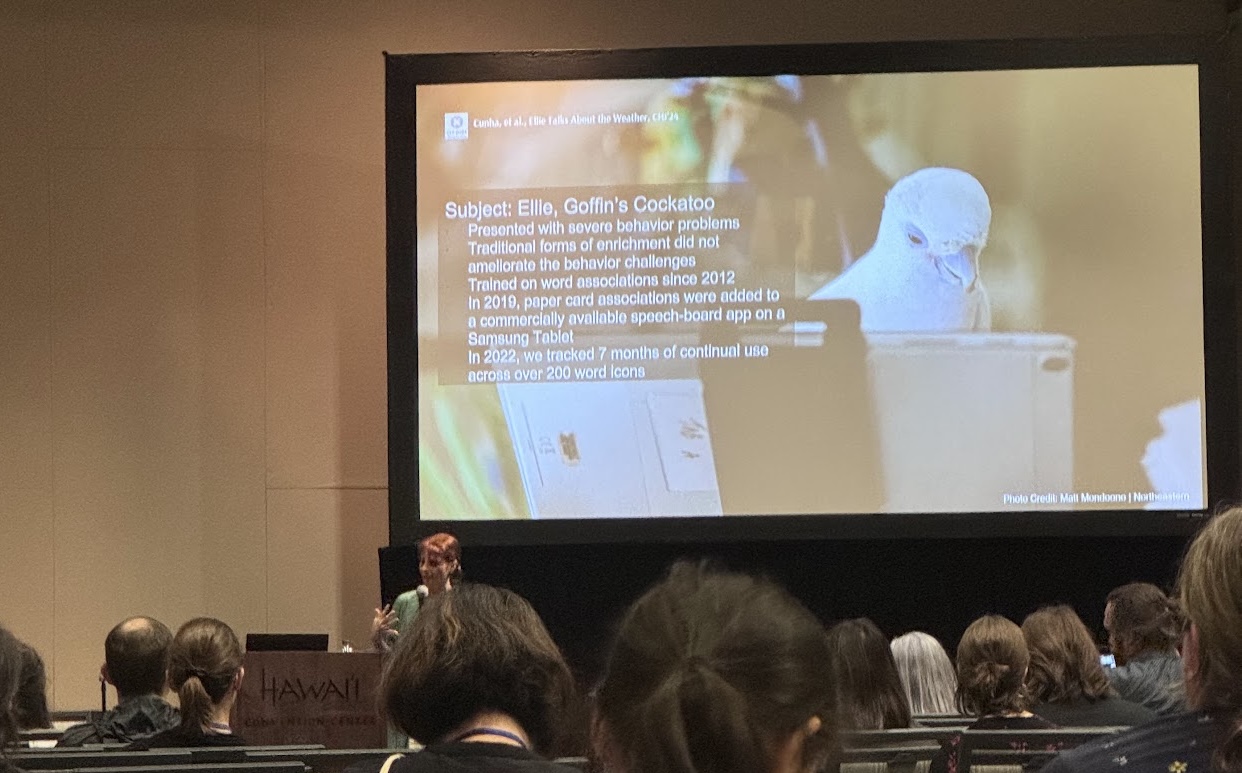 Cunha, et al., Ellie Talks About the Weather, CHI'24
Subject: Ellie, Goffin's Cockatoo
Presented with severe behavior problems
Traditional forms of enrichment did not
ameliorate the behavior challenges
Trained on word associations since 2012
In 2019, paper card associations were added to
a commercially available speech-board app on a
Samsung Tablet
In 2022, we tracked 7 months of continual use
across over 200 word icons
Photo Credit: Matt Mondoono | Northeastern
HAWAI'I
CONVENTION CENTER